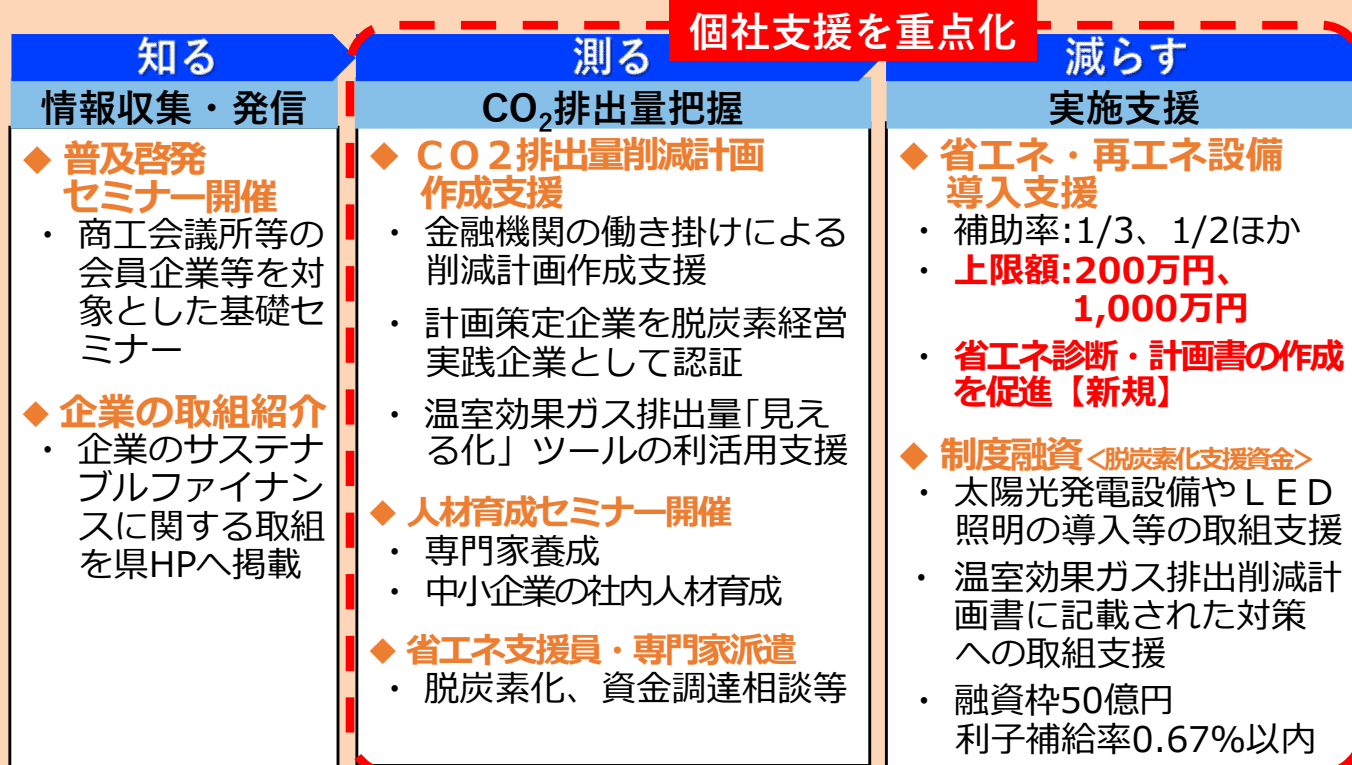 個社支援を重点化
知る
情報収集・発信
◆ 普及啓発
セミナー開催
・ 商工会議所等の
会員企業等を対
象とした基礎セ
ミナー
◆ 企業の取組紹介
・ 企業のサステナ
ブルファイナン
スに関する取組
を県HPへ掲載
測る
CO₂排出量把握
◆ ＣＯ２排出量削減計画
作成支援
・ 金融機関の働き掛けによる
削減計画作成支援
・ 計画策定企業を脱炭素経営
実践企業として認証
・ 温室効果ガス排出量｢見え
る化」ツールの利活用支援
◆ 人材育成セミナー開催
・ 専門家養成
・ 中小企業の社内人材育成
◆ 省エネ支援員・専門家派遣
・ 脱炭素化、資金調達相談等
減らす
実施支援
◆ 省エネ・再エネ設備
導入支援
・ 補助率:1/3、1/2ほか
・ 上限額:200万円、
1,000万円
・ 省エネ診断・計画書の作成
を促進【新規】
◆ 制度融資<脱炭素化支援資金>
・ 太陽光発電設備やＬＥＤ
照明の導入等の取組支援
・ 温室効果ガス排出削減計
画書に記載された対策
への取組支援
・ 融資枠50億円
利子補給率0.67%以内